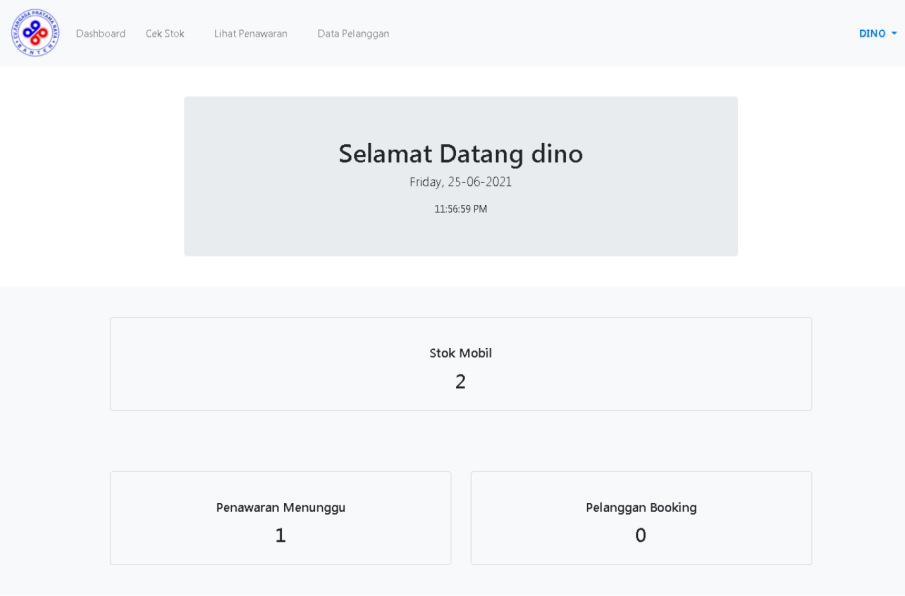 Dashboard Cek Stok Lihat Penawaran Data Pelanggan DINO
Selamat Datang dino
Friday, 25-06-2021
11:56:59 PM
Stok Mobil
2
Penawaran Menunggu Pelanggan Booking
1 0